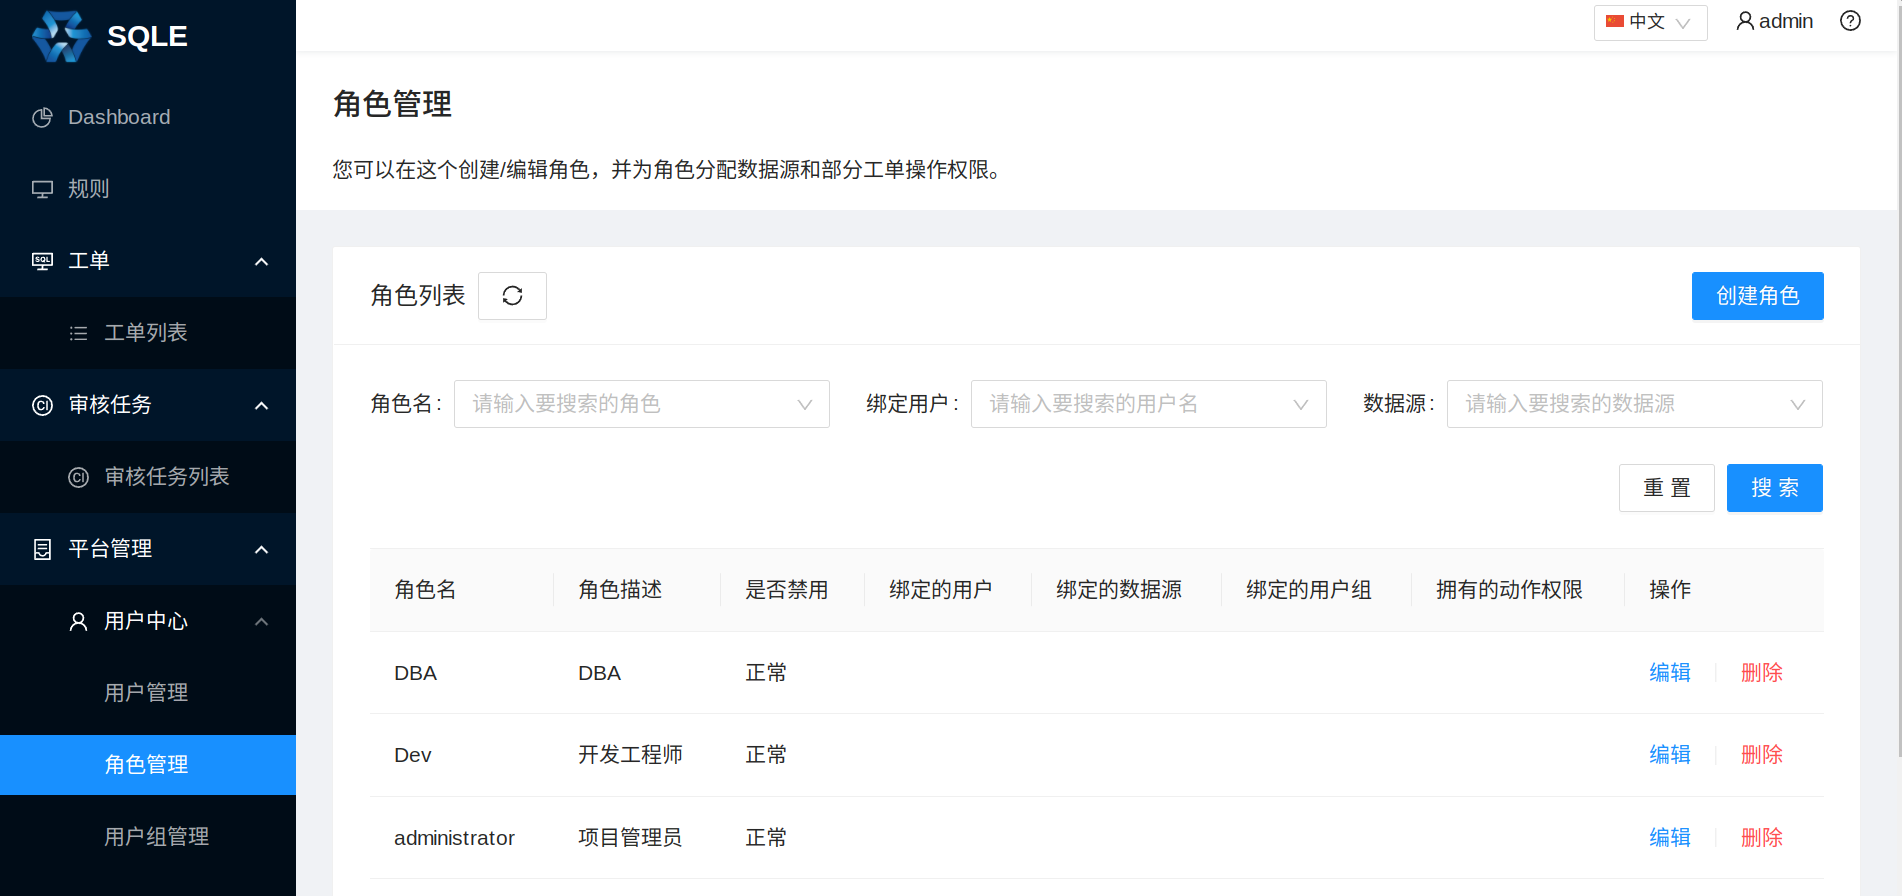 SQLE
中文
admin
Dashboard
规则
工单
SQL
工单列表
审核任务
CI
审核任务列表
CI
平台管理
用户中心
用户管理
角色管理
用户组管理
角色管理
您可以在这个创建/编辑角色，并为角色分配数据源和部分工单操作权限。
角色列表
创建角色
角色名: 请输入要搜索的角色 绑定用户: 请输入要搜索的用户名 数据源: 请输入要搜索的数据源
重 置 搜 索
角色名 角色描述 是否禁用 绑定的用户 绑定的数据源 绑定的用户组 拥有的动作权限 操作
DBA DBA 正常 编辑 删除
Dev 开发工程师 正常 编辑 删除
administrator 项目管理员 正常 编辑 删除